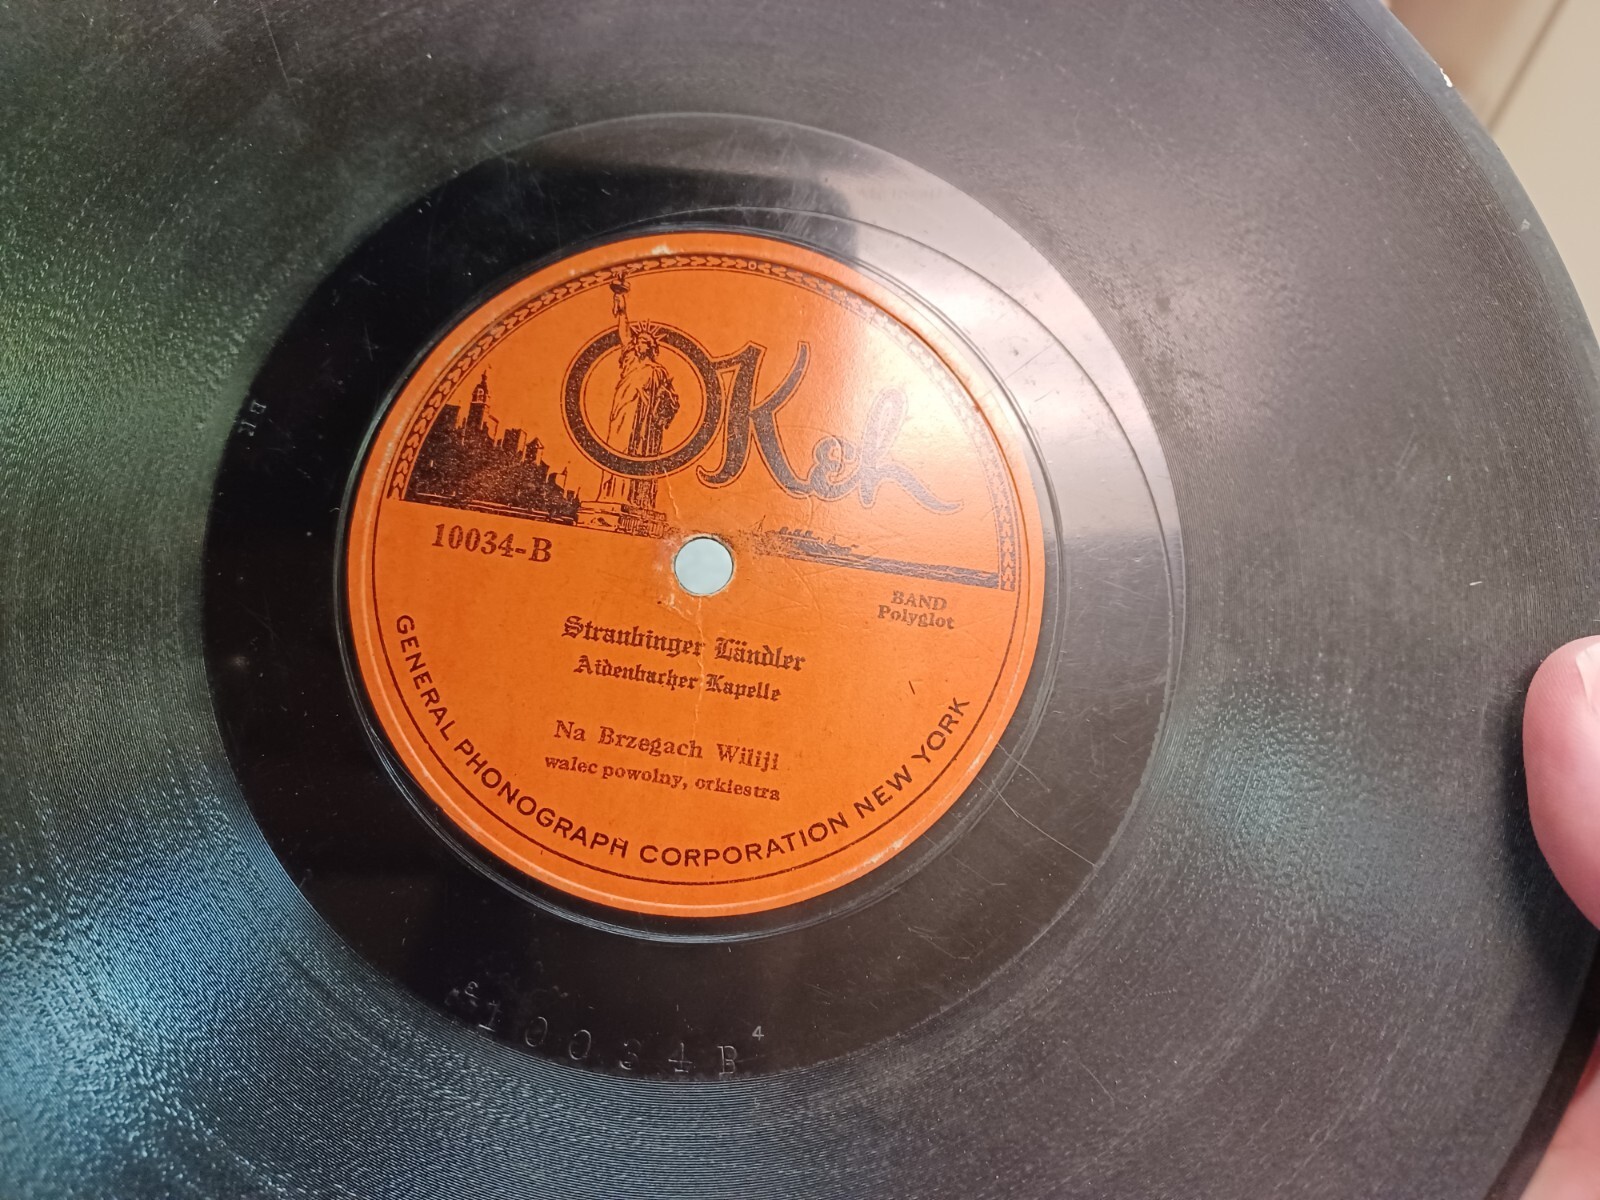 OKeh
10034-B
BAND
Polyglot
Straubinger Ländler
Aidenbacher Kapelle
Na Brzegach Wiliji
walec powolny, orkiestra
GENERAL PHONOGRAPH CORPORATION NEW YORK
10034B
4